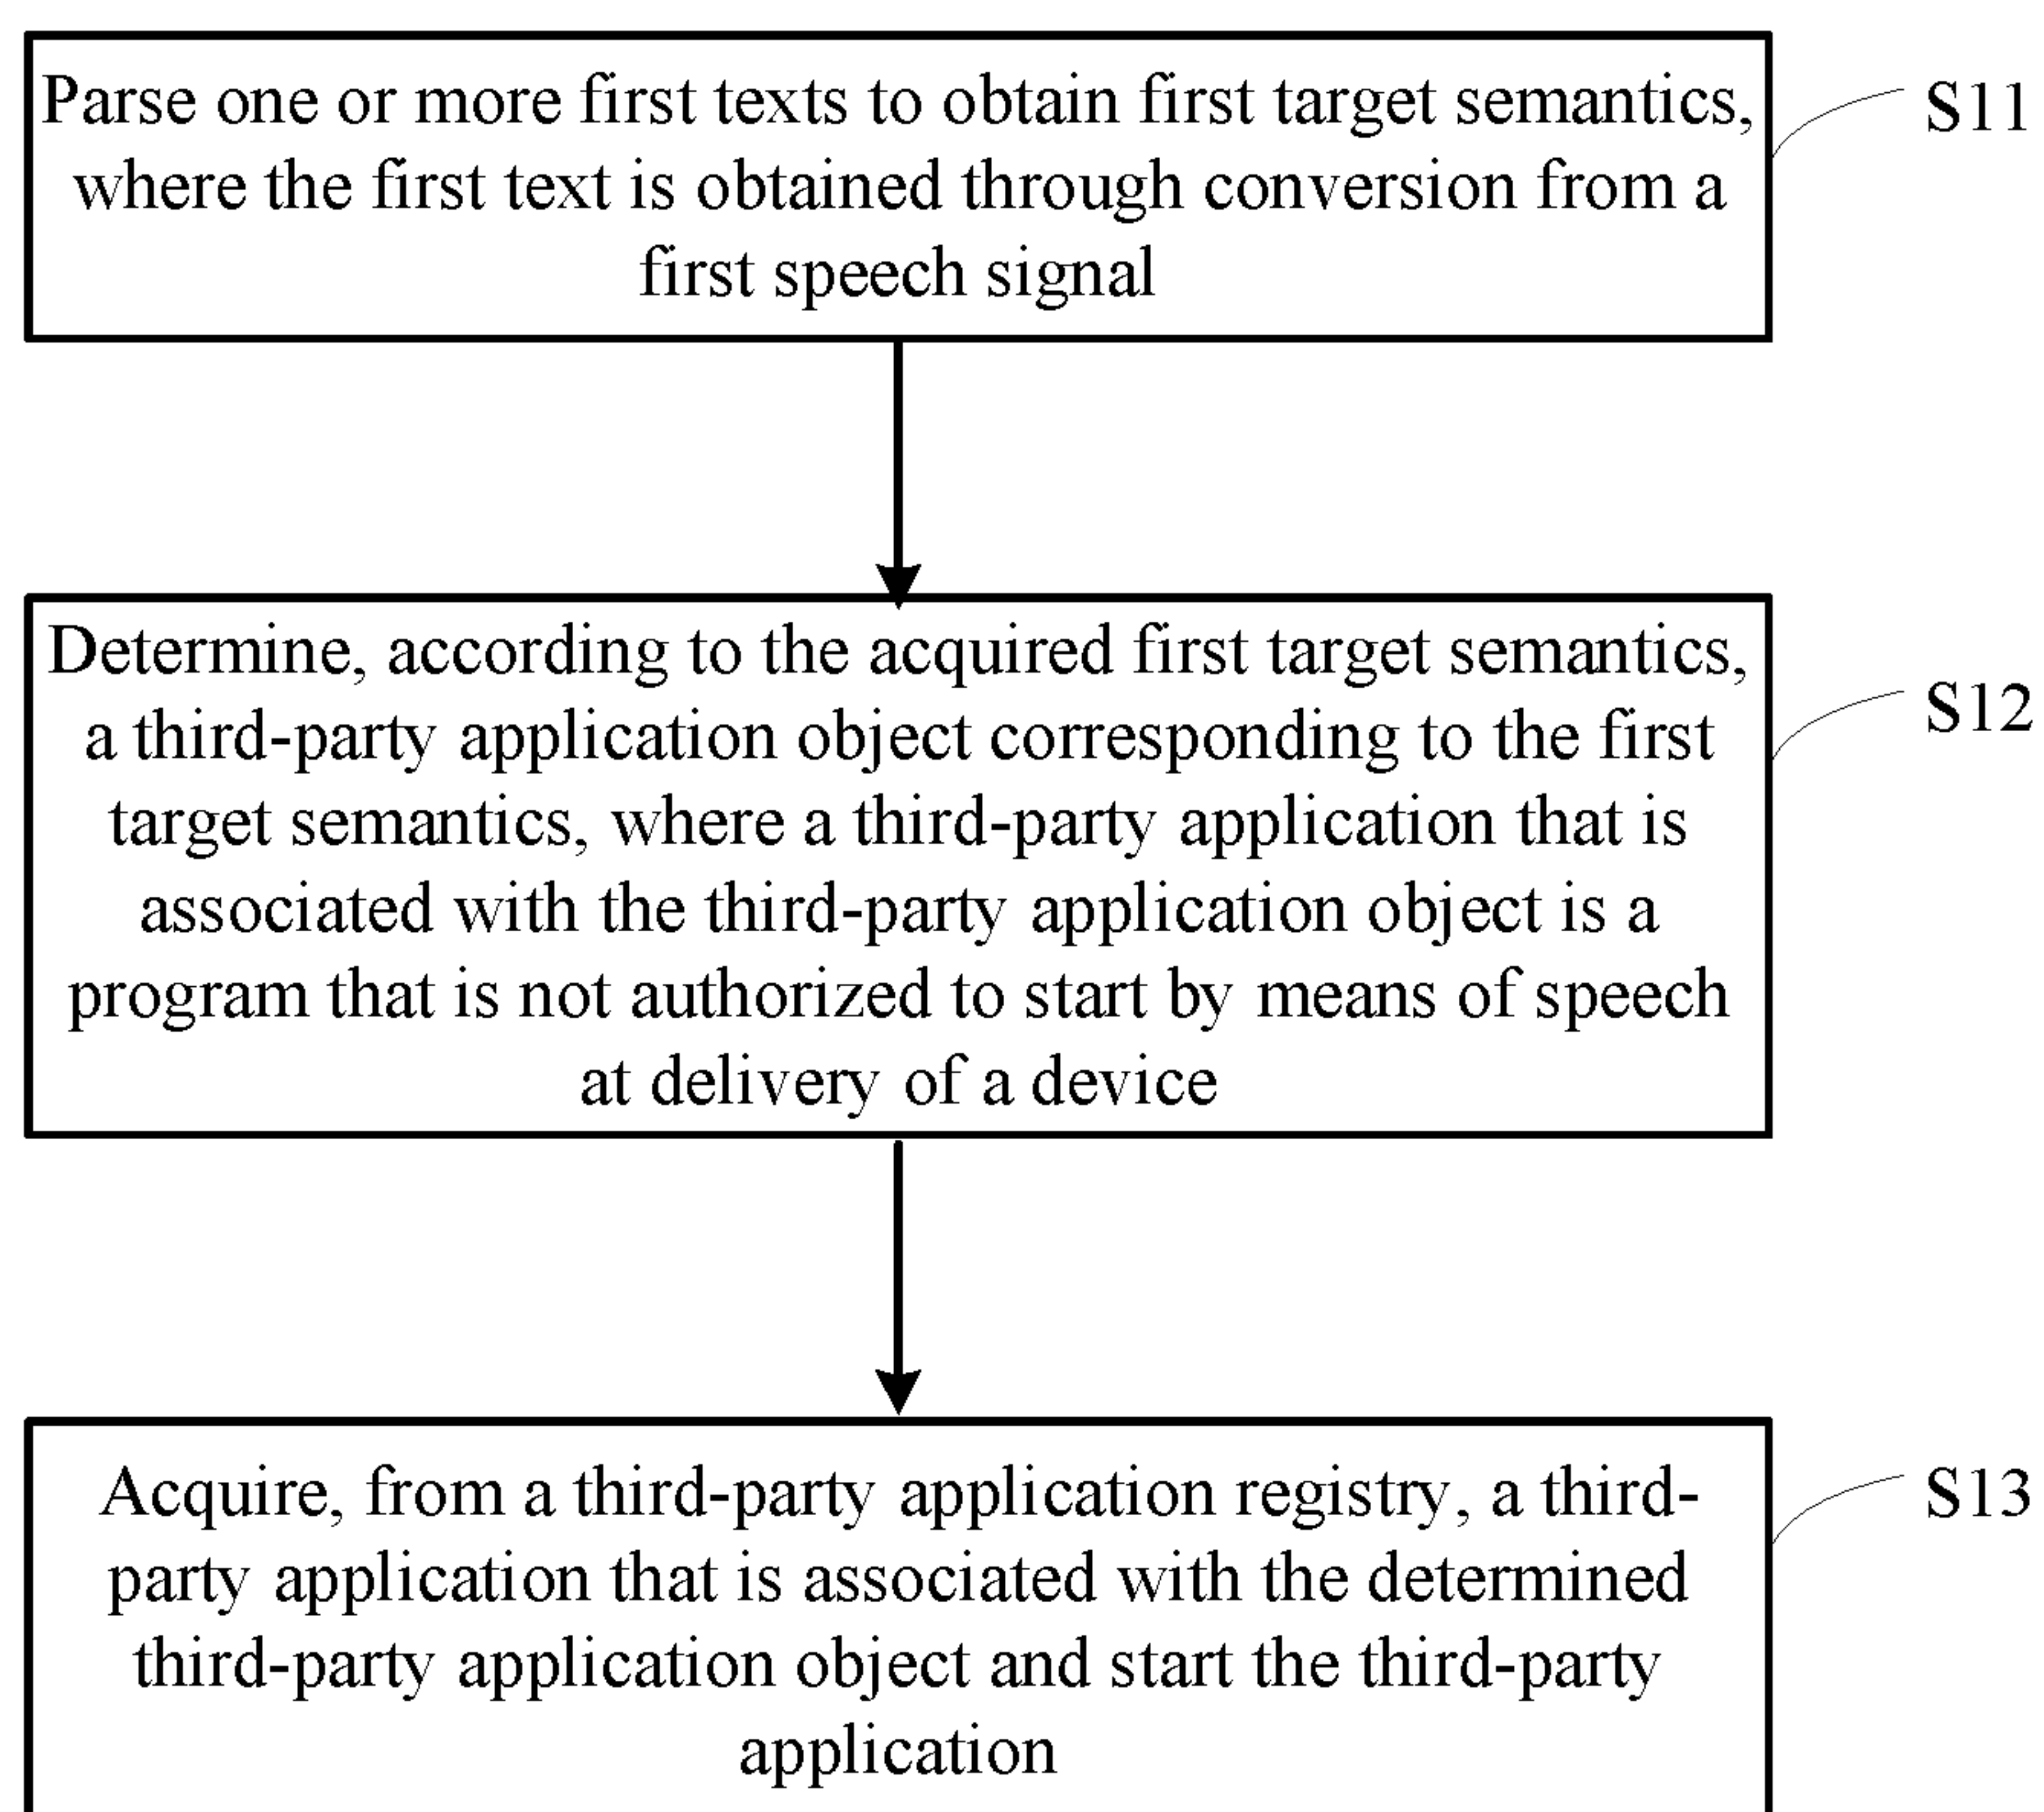 Parse one or more first texts to obtain first target semantics,
where the first text is obtained through conversion from a
first speech signal
S11
Determine, according to the acquired first target semantics,
a third-party application object corresponding to the first
target semantics, where a third-party application that is
associated with the third-party application object is a
program that is not authorized to start by means of speech
at delivery of a device
S12
Acquire, from a third-party application registry, a third-
party application that is associated with the determined
third-party application object and start the third-party
application
S13